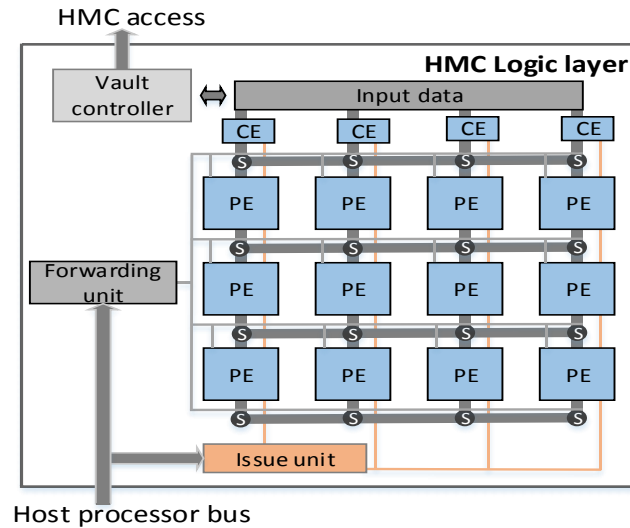 HMC access
HMC Logic layer
Vault
controller
Input data
CE CE CE CE
S S S S
PE PE PE PE
S S S S
Forwarding
unit
PE PE PE PE
S S S S
PE PE PE PE
S S S S
Issue unit
Host processor bus